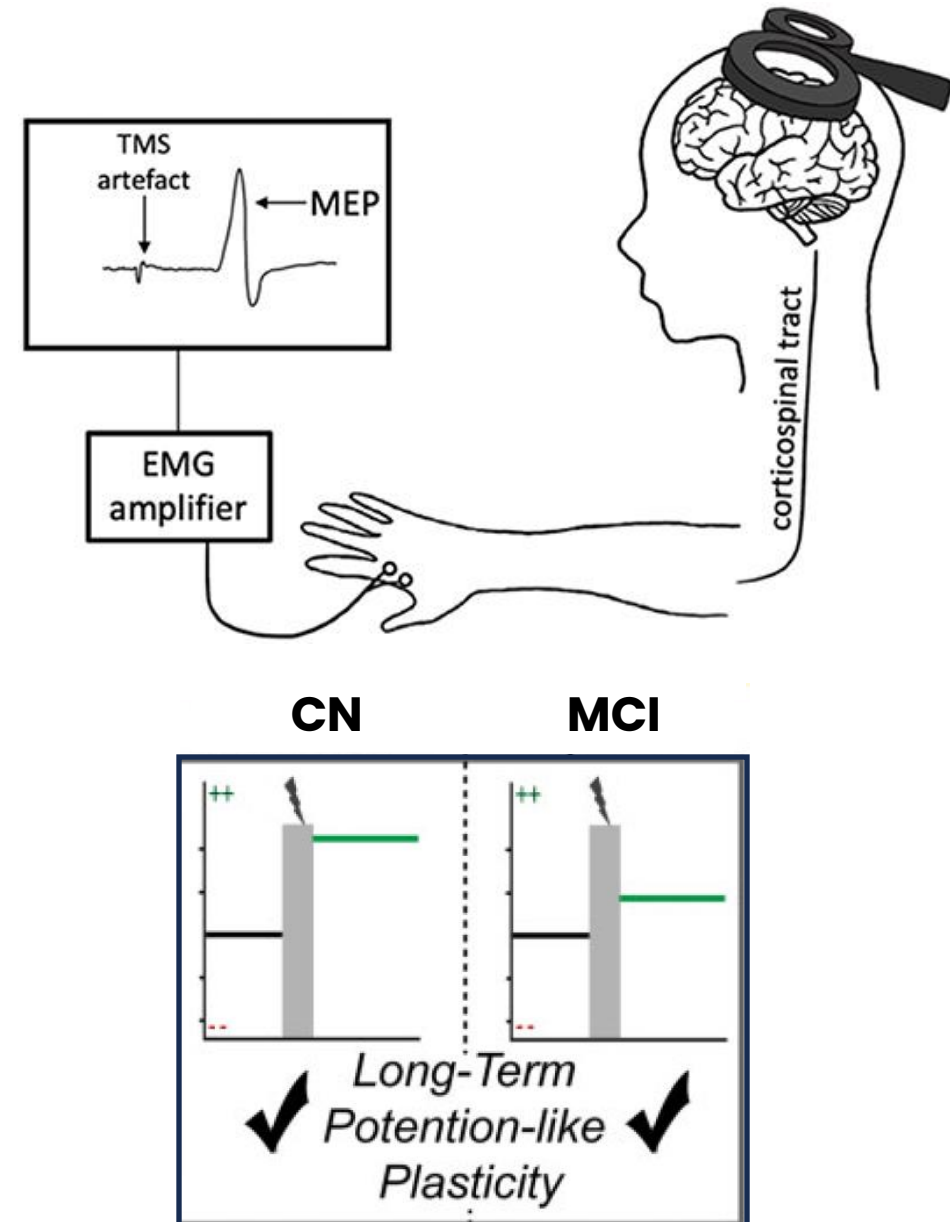 TMS
artefact
MEP
EMG
amplifier
corticospinal tract
CN MCI
++ ++
-- --
Long-Term
Potention-like
Plasticity